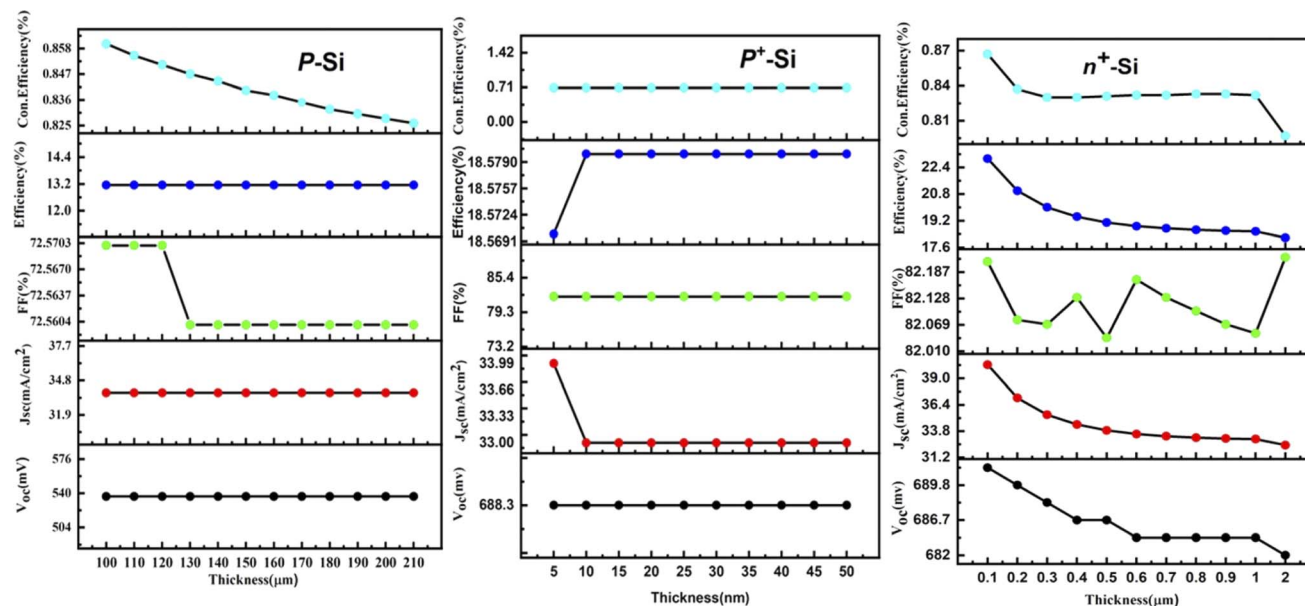 P-Si
Con.Efficiency(%)
0.858
0.847
0.836
0.825
Efficiency(%)
14.4
13.2
12.0
FF(%)
72.5703
72.5670
72.5637
72.5604
Jsc(mA/cm2)
37.7
34.8
31.9
Voc(mV)
576
540
504
100 110 120 130 140 150 160 170 180 190 200 210
Thickness(μm)
P+-Si
Con.Efficiency(%)
1.42
0.71
0.00
Efficiency(%)
18.5790
18.5757
18.5724
18.5691
FF(%)
85.4
79.3
73.2
Jsc(mA/cm2)
33.99
33.66
33.33
33.00
Voc(mv)
688.3
5 10 15 20 25 30 35 40 45 50
Thickness(nm)
n+-Si
Con.Efficiency(%)
0.87
0.84
0.81
Efficiency(%)
22.4
20.8
19.2
17.6
FF(%)
82.187
82.128
82.069
82.010
Jsc(mA/cm2)
39.0
36.4
33.8
31.2
Voc(mv)
689.8
686.7
682
0.1 0.2 0.3 0.4 0.5 0.6 0.7 0.8 0.9 1 2
Thickness(μm)